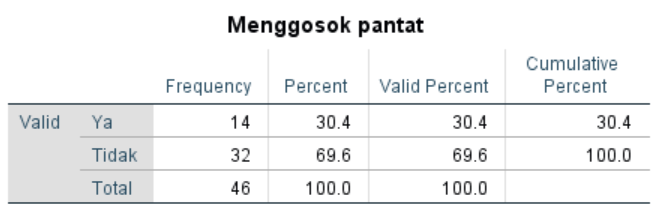 Menggosok pantat
Frequency Percent Valid Percent Cumulative Percent
Valid Ya 14 30.4 30.4 30.4
Tidak 32 69.6 69.6 100.0
Total 46 100.0 100.0